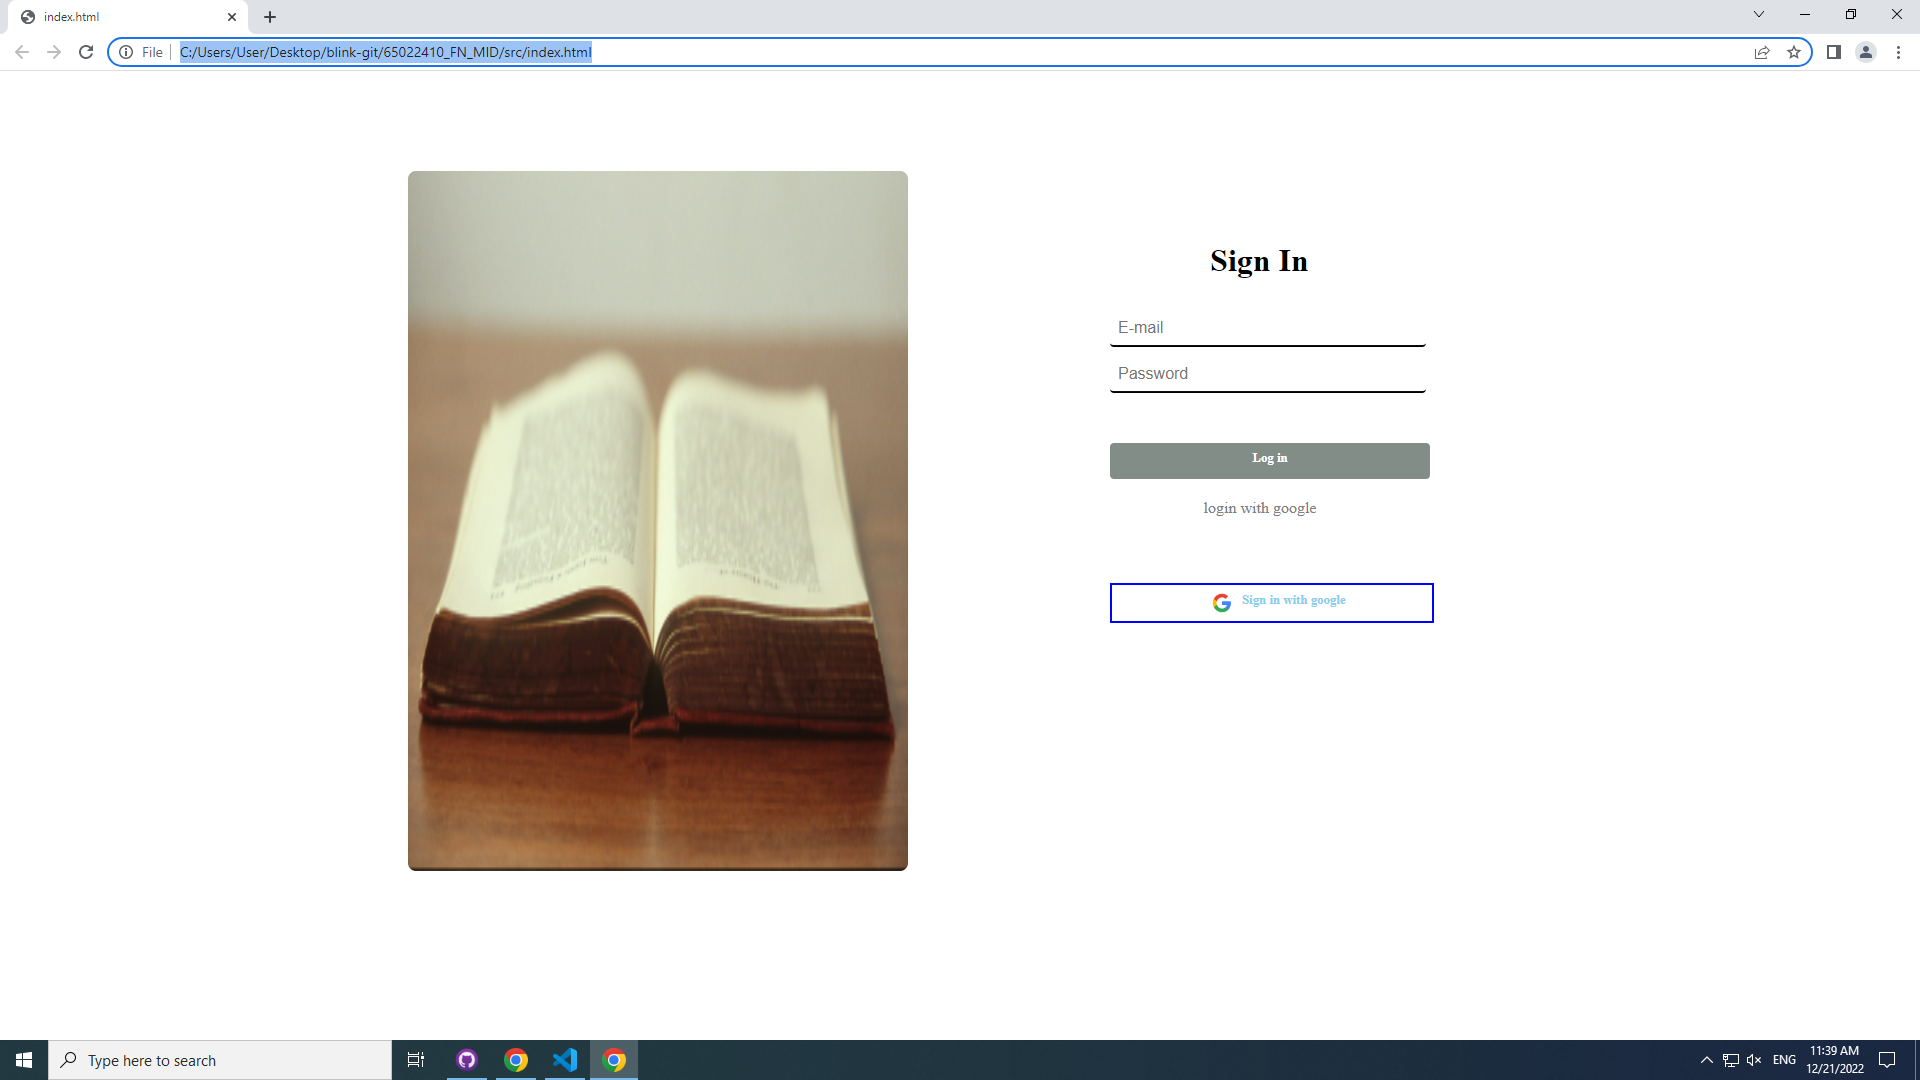 index.html
File
C:/Users/User/Desktop/blink-git/65022410_FN_MID/src/index.html
Sign In
E-mail
Password
Log in
login with google
Sign in with google
Type here to search
ENG
11:39 AM
12/21/2022